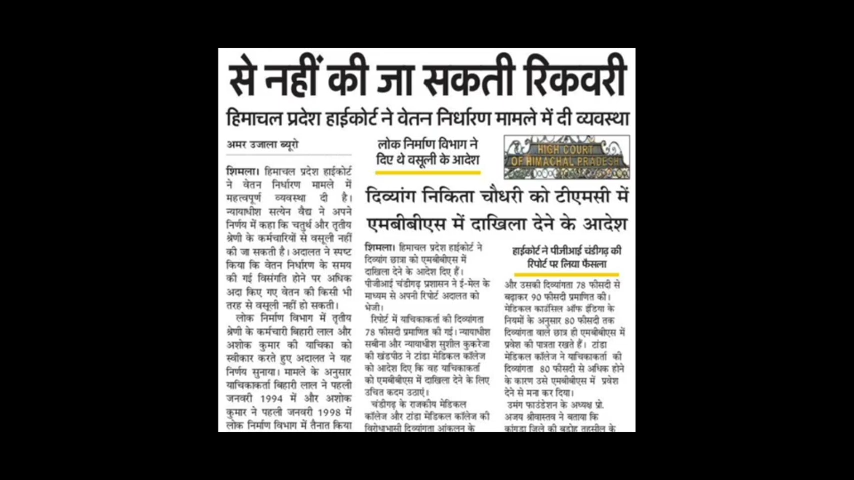 से नहीं की जा सकती रिकवरी
हिमाचल प्रदेश हाईकोर्ट ने वेतन निर्धारण मामले में दी व्यवस्था
अमर उजाला ब्यूरो
शिमला। हिमाचल प्रदेश हाईकोर्ट
ने वेतन निर्धारण मामले में
महत्वपूर्ण व्यवस्था दी है।
न्यायाधीश सत्येन वैद्य ने अपने
निर्णय में कहा कि चतुर्थ और तृतीय
श्रेणी के कर्मचारियों से वसूली नहीं
की जा सकती है। अदालत ने स्पष्ट
किया कि वेतन निर्धारण के समय
की गई विसंगति होने पर अधिक
अदा किए गए वेतन की किसी भी
तरह से वसूली नहीं हो सकती।
लोक निर्माण विभाग में तृतीय
श्रेणी के कर्मचारी बिहारी लाल और
अशोक कुमार की याचिका को
स्वीकार करते हुए अदालत ने यह
निर्णय सुनाया। मामले के अनुसार
याचिकाकर्ता बिहारी लाल ने पहली
जनवरी 1994 में और अशोक
कुमार ने पहली जनवरी 1998 में
लोक निर्माण विभाग में तैनात किया
लोक निर्माण विभाग ने
दिए थे वसूली के आदेश
HIGH COURT
OF HIMACHAL PRADESH
दिव्यांग निकिता चौधरी को टीएमसी में
एमबीबीएस में दाखिला देने के आदेश
शिमला। हिमाचल प्रदेश हाईकोर्ट ने
दिव्यांग छात्रा को एमबीबीएस में
दाखिला देने के आदेश दिए हैं।
पीजीआई चंडीगढ़ प्रशासन ने ई-मेल के
माध्यम से अपनी रिपोर्ट अदालत को
भेजी।
रिपोर्ट में याचिकाकर्ता की दिव्यांगता
78 फीसदी प्रमाणित की गई। न्यायाधीश
सबीना और न्यायाधीश सुशील कुकरेजा
की खंडपीठ ने टांडा मेडिकल कॉलेज
को आदेश दिए कि वह याचिकाकर्ता
को एमबीबीएस में दाखिला देने के लिए
उचित कदम उठाएं।
चंडीगढ़ के राजकीय मेडिकल
कॉलेज और टांडा मेडिकल कॉलेज की
विरोधाभासी दिव्यांगता आंकलन के
हाईकोर्ट ने पीजीआई चंडीगढ़ की
रिपोर्ट पर लिया फैसला
और उसकी दिव्यांगता 78 फीसदी से
बढ़ाकर 90 फीसदी प्रमाणित की।
मेडिकल काउंसिल ऑफ इंडिया के
नियमों के अनुसार 80 फीसदी तक
दिव्यांगता वाले छात्र ही एमबीबीएस में
प्रवेश की पात्रता रखते हैं। टांडा
मेडिकल कॉलेज ने याचिकाकर्ता की
दिव्यांगता 80 फीसदी से अधिक होने
के कारण उसे एमबीबीएस में प्रवेश
देने से मना कर दिया।
उमंग फाउंडेशन के अध्यक्ष प्रो.
अजय श्रीवास्तव ने बताया कि
कांगड़ा जिले की बडोह तहसील के